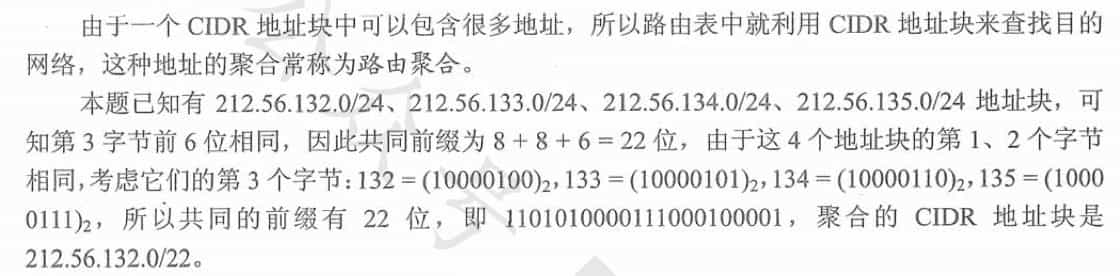 由于一个 CIDR 地址块中可以包含很多地址，所以路由表中就利用 CIDR 地址块来查找目的
网络，这种地址的聚合常称为路由聚合。
本题已知有 212.56.132.0/24、212.56.133.0/24、212.56.134.0/24、212.56.135.0/24 地址块，可
知第 3 字节前 6 位相同，因此共同前缀为 8 + 8 + 6 = 22 位，由于这 4 个地址块的第 1、2 个字节
相同，考虑它们的第 3 个字节：132 = (10000100)₂，133 = (10000101)₂，134 = (10000110)₂，135 = (1000
0111)₂，所以共同的前缀有 22 位，即 1101010000111000100001，聚合的 CIDR 地址块是
212.56.132.0/22。